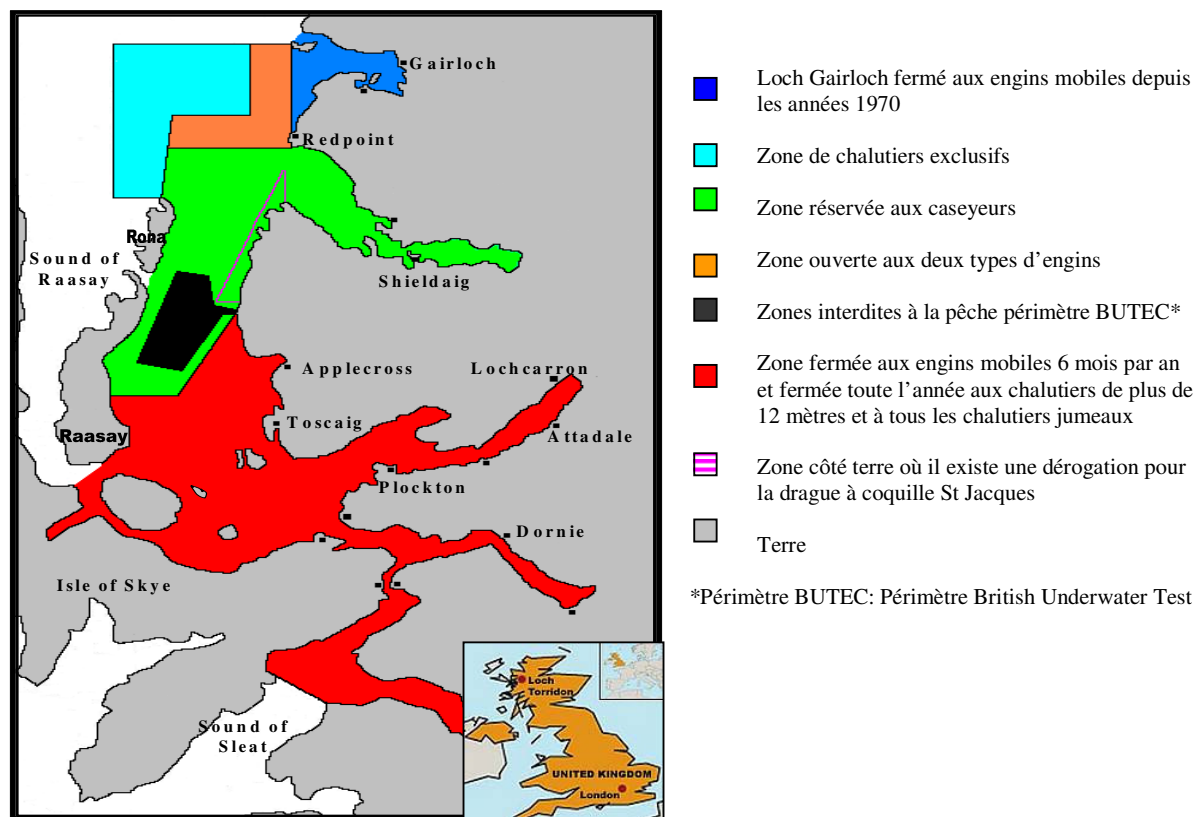 Gairloch
Redpoint
Rona
Sound of
Raasay
Shieldaig
Applecross
Lochcarron
Toscaig
Attadale
Raasay
Plockton
Dornie
Isle of Skye
Sound of
Sleat
Loch
Torridon
UNITED KINGDOM
London
Loch Gairloch fermé aux engins mobiles depuis
les années 1970
Zone de chalutiers exclusifs
Zone réservée aux caseyeurs
Zone ouverte aux deux types d'engins
Zones interdites à la pêche périmètre BUTEC*
Zone fermée aux engins mobiles 6 mois par an
et fermée toute l'année aux chalutiers de plus de
12 mètres et à tous les chalutiers jumeaux
Zone côté terre où il existe une dérogation pour
la drague à coquille St Jacques
Terre
*Périmètre BUTEC: Périmètre British Underwater Test